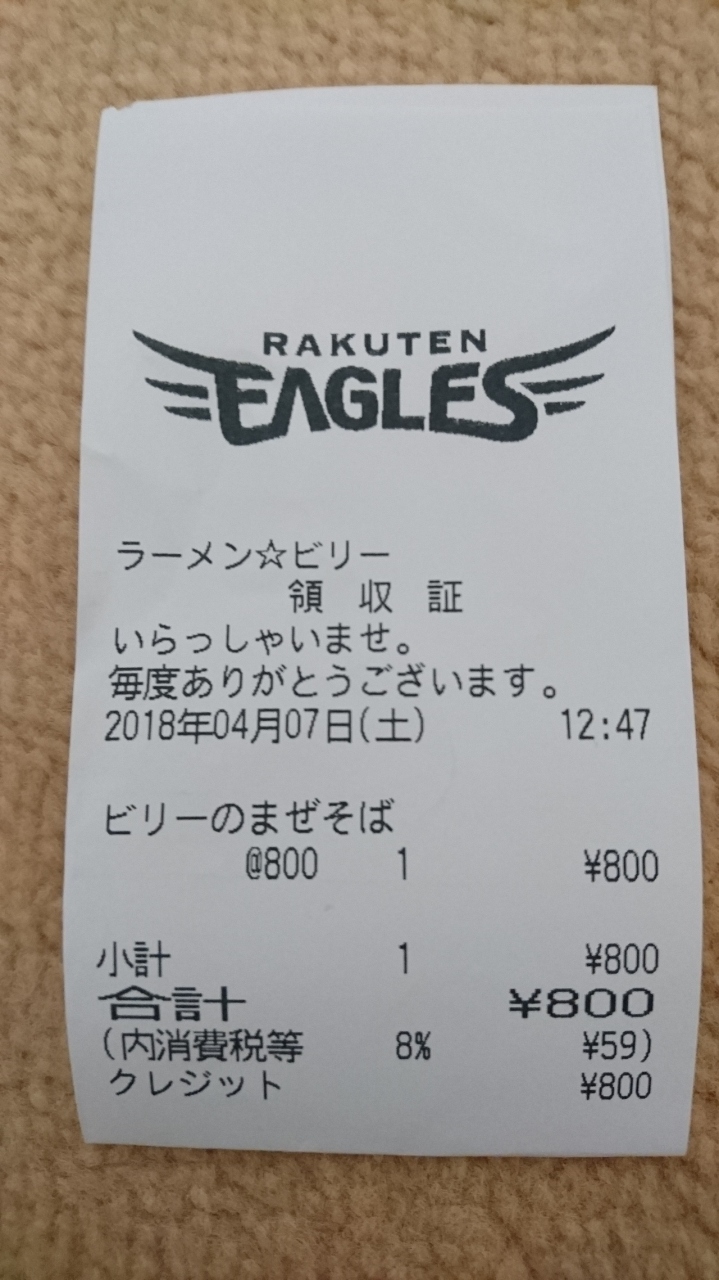 RAKUTEN
EAGLES
ラーメン☆ビリー
領 収 証
いらっしゃいませ。
毎度ありがとうございます。
2018年04月07日(土) 12:47
ビリーのまぜそば
@800 1 ¥800
小計 1 ¥800
合計 ¥800
(内消費税等 8% ¥59)
クレジット ¥800